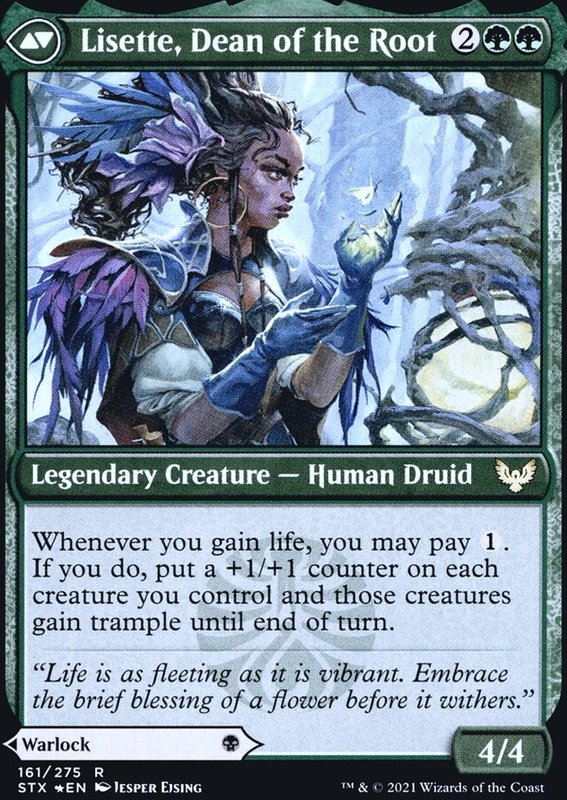 Lisette, Dean of the Root 2
Legendary Creature — Human Druid
Whenever you gain life, you may pay 1.
If you do, put a +1/+1 counter on each
creature you control and those creatures
gain trample until end of turn.
“Life is as fleeting as it is vibrant. Embrace
the brief blessing of a flower before it withers.”
Warlock
4/4
161/275 R
STX ★ EN Jesper Ejsing
™ & © 2021 Wizards of the Coast